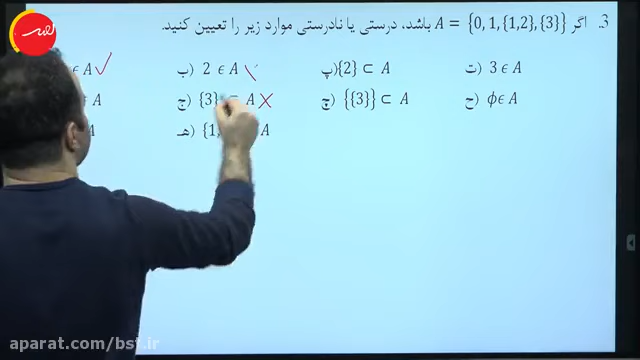 3. اگر A = {0, 1, {1,2}, {3}} باشد، درستی یا نادرستی موارد زیر را تعیین کنید.
ϵ A ✓ ب) 2 ϵ A پ) {2} ⊂ A ت) 3 ϵ A
A ج) {3} A ✗ چ) {{3}} ⊂ A ح) ϕ ϵ A
A هـ) {1, A
aparat.com/bsf.ir